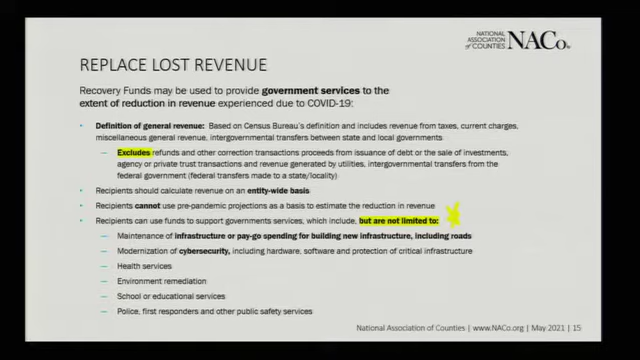 NATIONAL
ASSOCIATION
of COUNTIES
NACo
REPLACE LOST REVENUE
Recovery Funds may be used to provide government services to the
extent of reduction in revenue experienced due to COVID-19:
• Definition of general revenue: Based on Census Bureau's definition and includes revenue from taxes, current charges,
miscellaneous general revenue, intergovernmental transfers between state and local governments
– Excludes refunds and other correction transactions proceeds from issuance of debt or the sale of investments,
agency or private trust transactions and revenue generated by utilities, intergovernmental transfers from the
federal government (federal transfers made to a state/locality)
• Recipients should calculate revenue on an entity-wide basis
• Recipients cannot use pre-pandemic projections as a basis to estimate the reduction in revenue
• Recipients can use funds to support governments services, which include, but are not limited to:
– Maintenance of infrastructure or pay-go spending for building new infrastructure, including roads
– Modernization of cybersecurity, including hardware, software and protection of critical infrastructure
– Health services
– Environment remediation
– School or educational services
– Police, first responders and other public safety services
National Association of Counties | www.NACo.org | May 2021 | 15